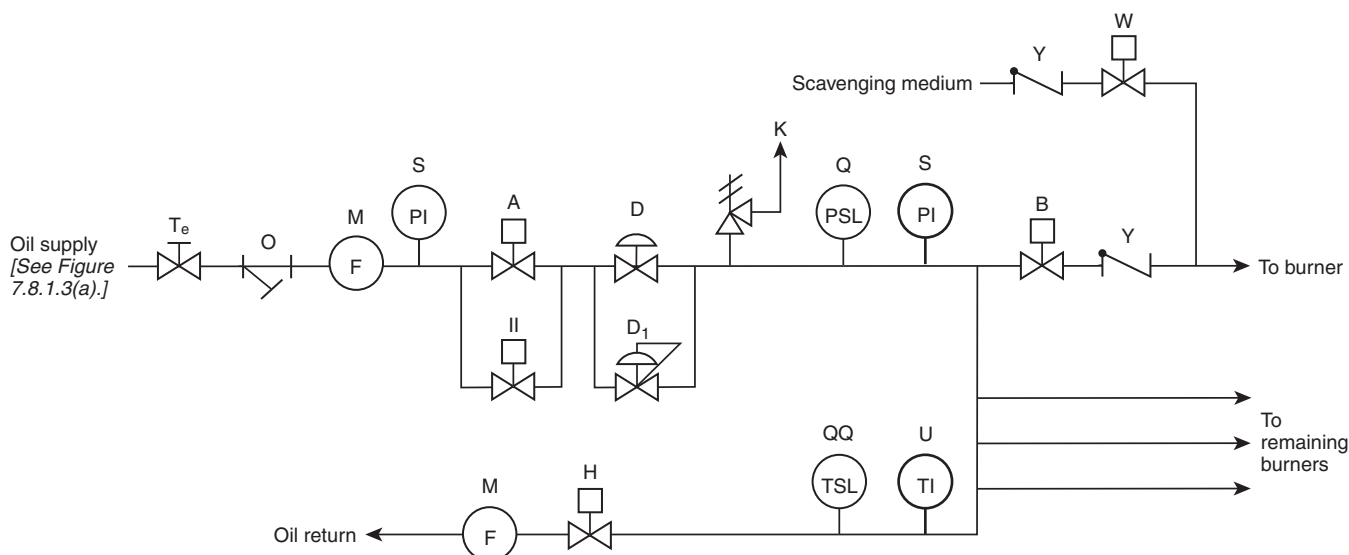 W
Y
Scavenging medium
K
S
Q
S
A
D
B
M
Te
O
Y
PI
PSL
PI
F
Oil supply
[See Figure
7.8.1.3(a).]
To burner
II
D1
To
remaining
burners
QQ
U
H
M
TSL
TI
Oil return
F